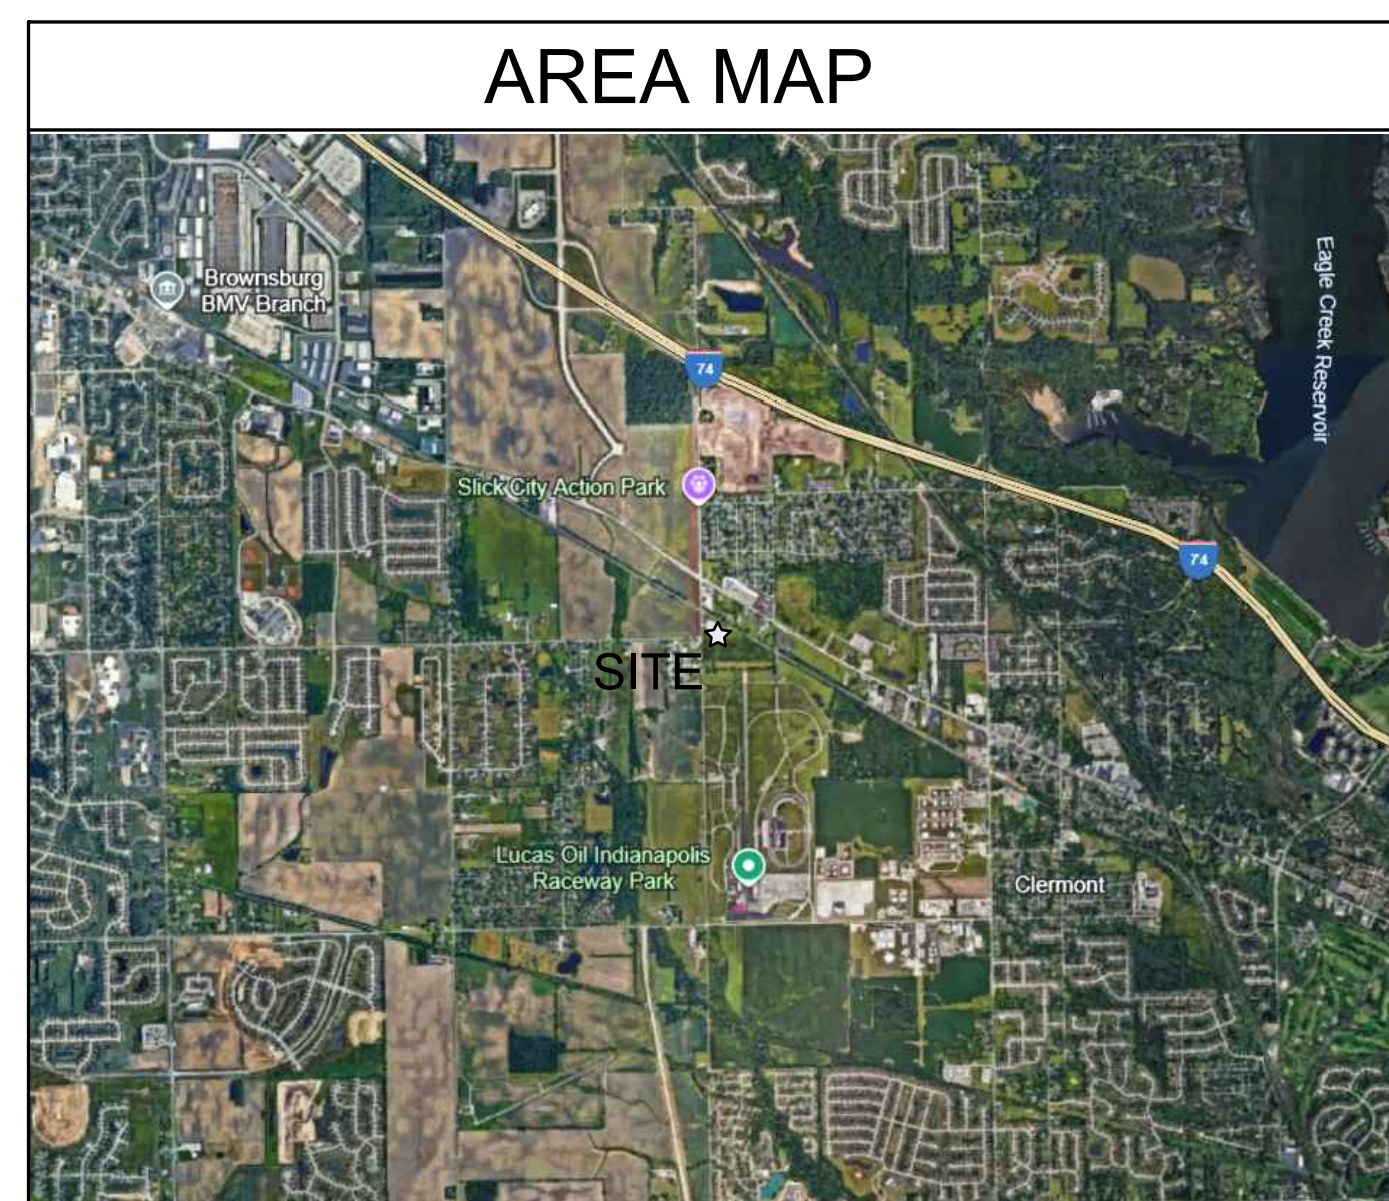 AREA MAP
Brownsburg
BMV Branch
Eagle Creek Reservoir
74
Slick City Action Park
74
SITE
Lucas Oil Indianapolis
Raceway Park
Clermont